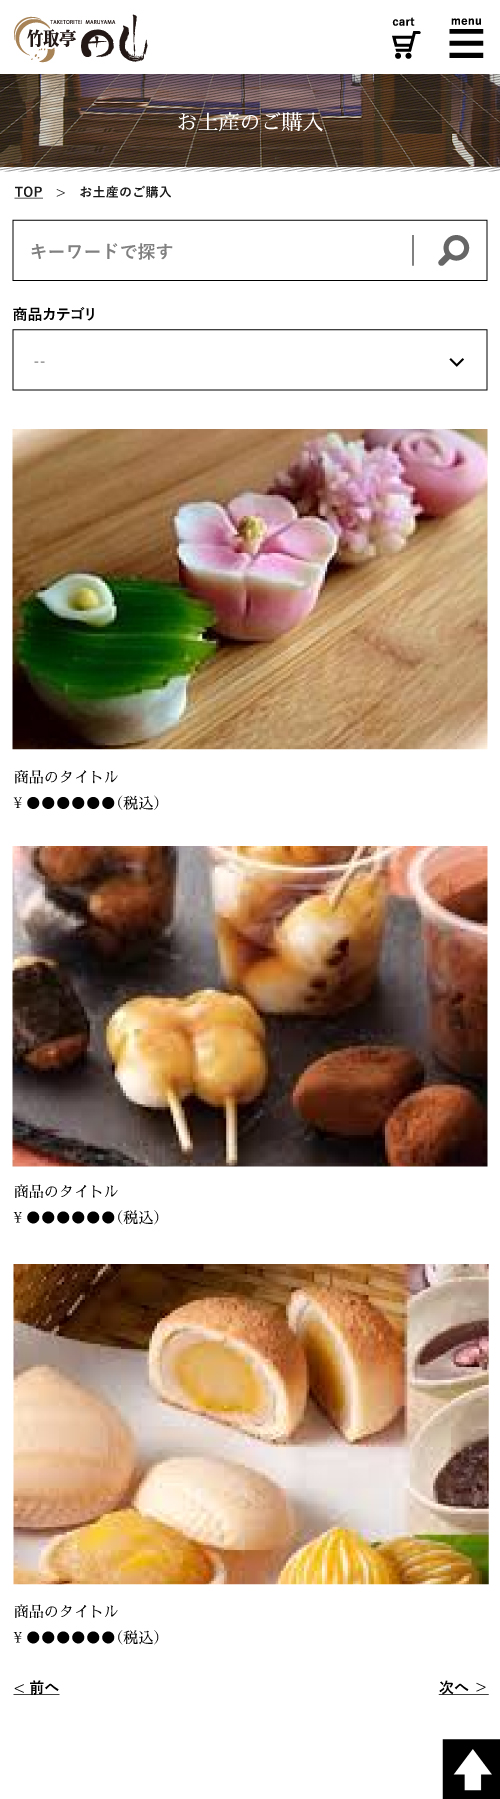 TAKETORITEI MARUYAMA
竹取亭
cart
menu
お土産のご購入
TOP > お土産のご購入
キーワードで探す
商品カテゴリ
--
商品のタイトル
¥ ●●●●●●(税込)
商品のタイトル
¥ ●●●●●●(税込)
商品のタイトル
¥ ●●●●●●(税込)
< 前へ
次へ >